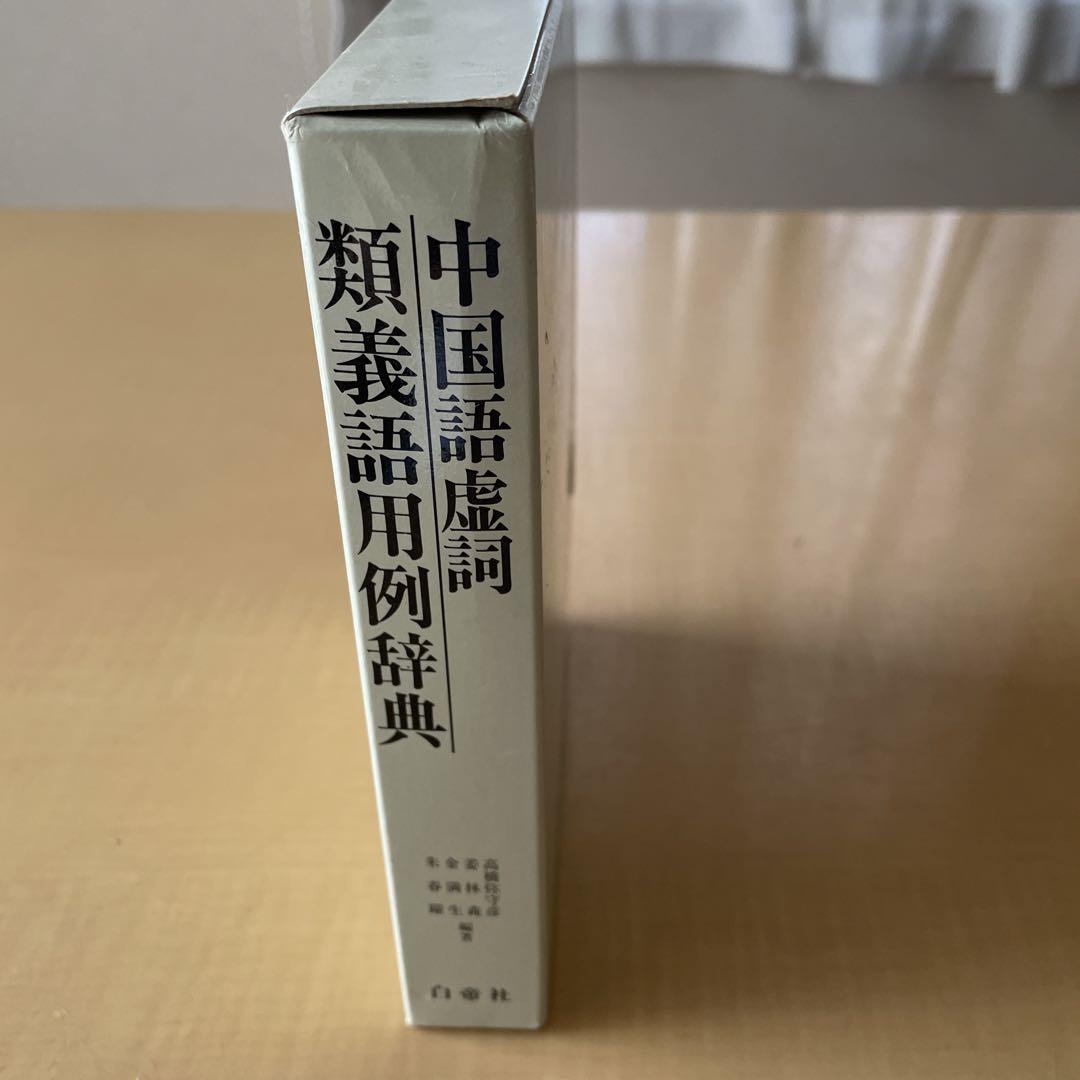 中国語虚詞
類義語用例辞典
高橋弥守彦
姜林森
金満生
朱春躍
編著
白帝社